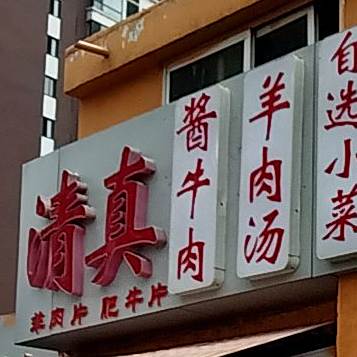 清真
羊肉片 肥牛片
酱牛肉
羊肉汤
自选小菜